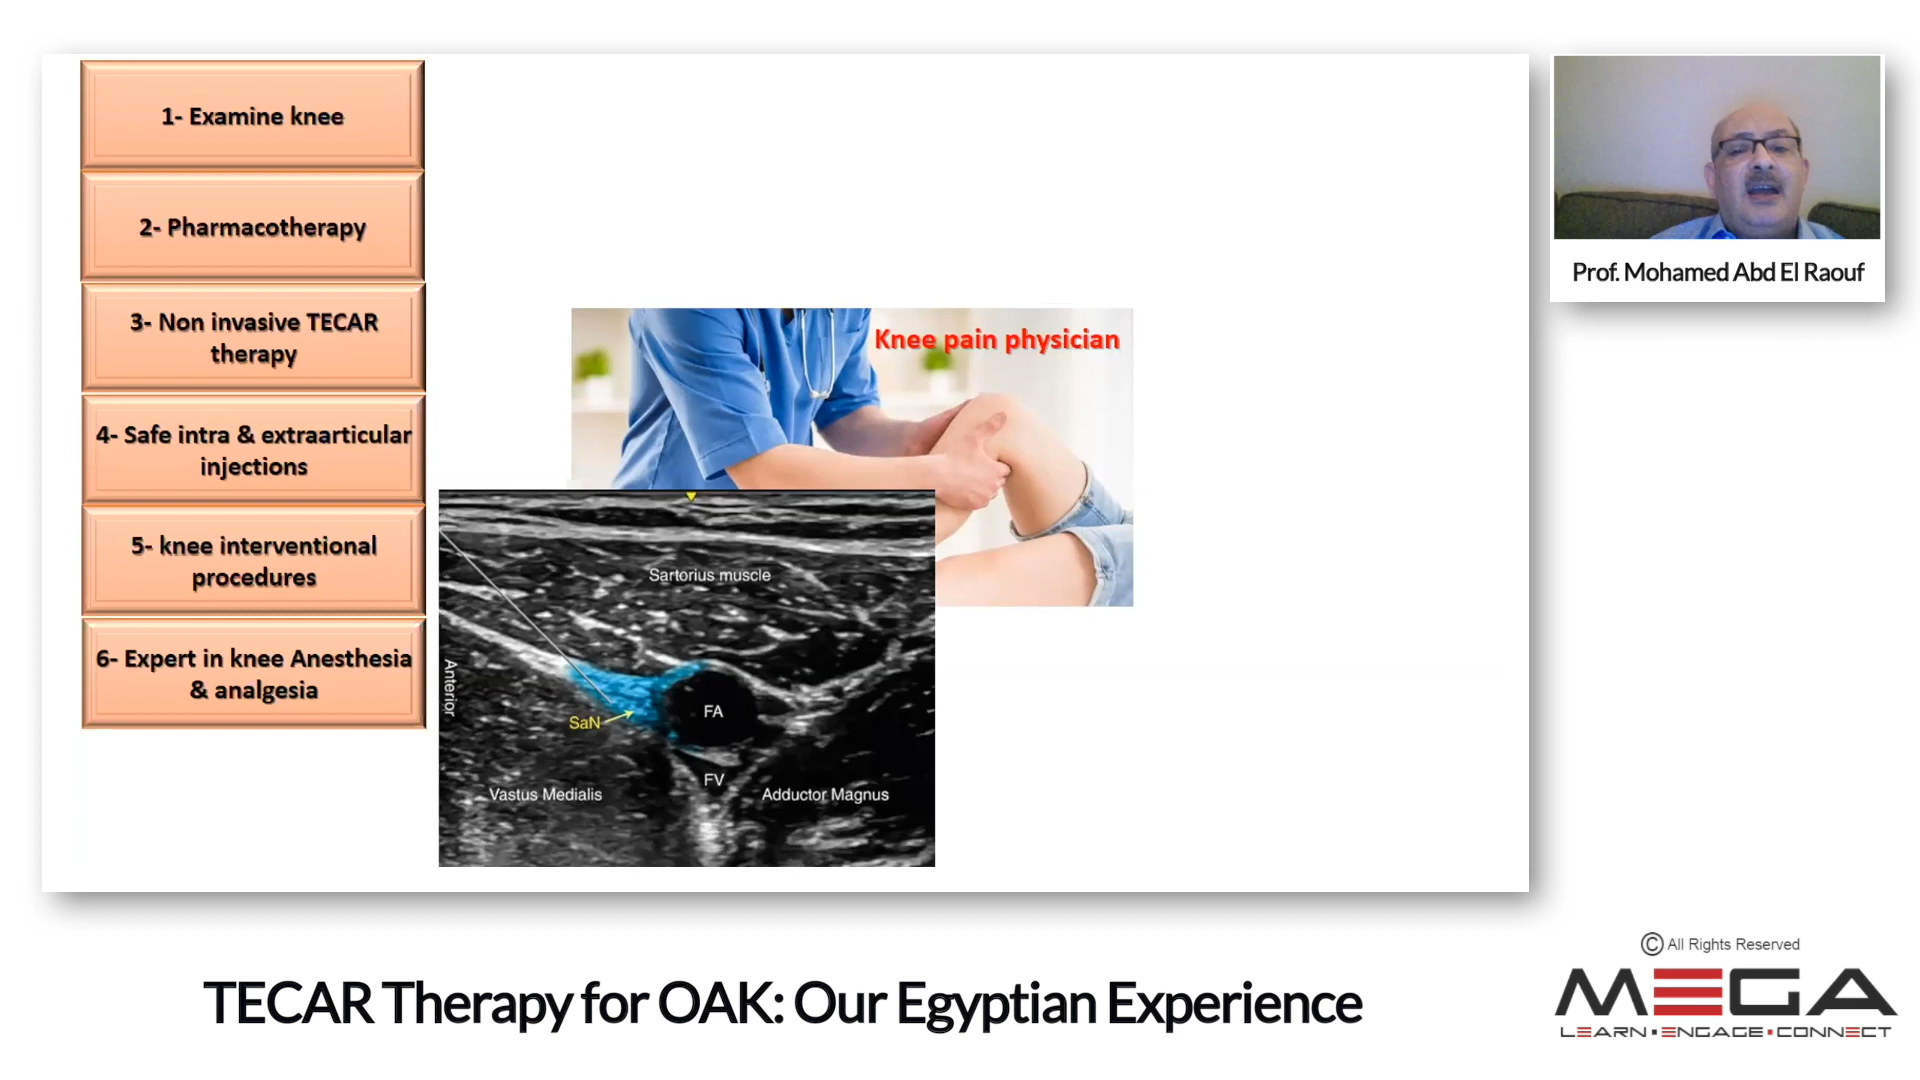 1- Examine knee
2- Pharmacotherapy
3- Non invasive TECAR
therapy
4- Safe intra & extraarticular
injections
5- knee interventional
procedures
6- Expert in knee Anesthesia
& analgesia
Knee pain physician
Sartorius muscle
Anterior
SaN
FA
FV
Vastus Medialis
Adductor Magnus
Prof. Mohamed Abd El Raouf
TECAR Therapy for OAK: Our Egyptian Experience
© All Rights Reserved
MEGA
LEARN ▪ ENGAGE ▪ CONNECT